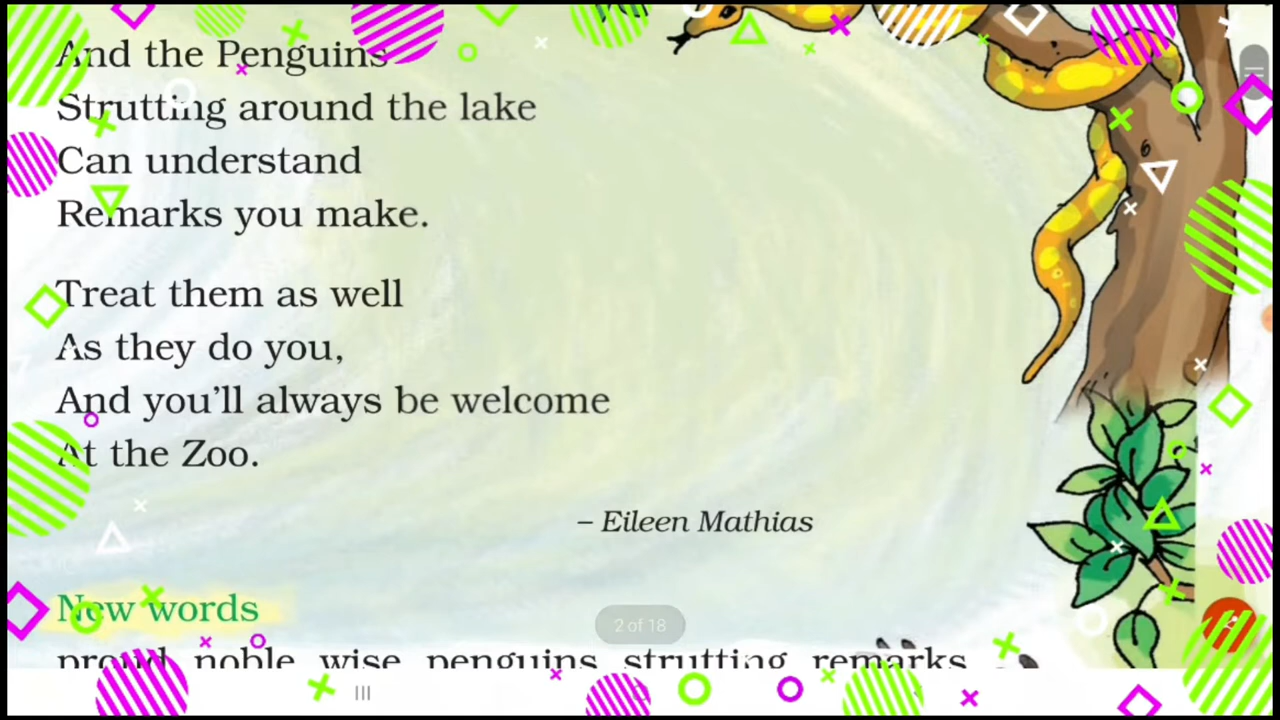 And the Penguins
Strutting around the lake
Can understand
Remarks you make.
Treat them as well
As they do you,
And you'll always be welcome
At the Zoo.
– Eileen Mathias
New words
2 of 18
proud noble wise penguins strutting remarks